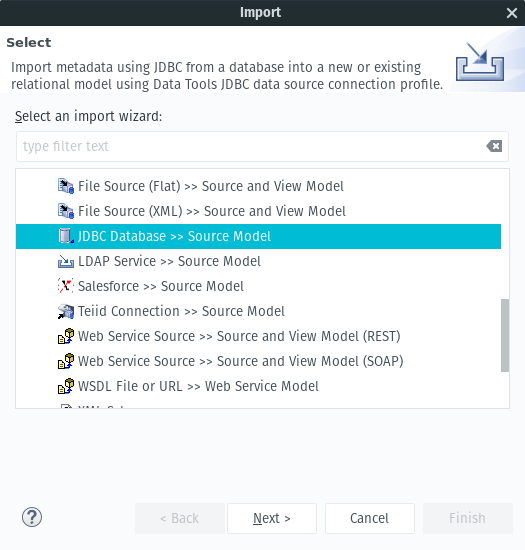 Import
Select
Import metadata using JDBC from a database into a new or existing
relational model using Data Tools JDBC data source connection profile.
Select an import wizard:
type filter text
File Source (Flat) >> Source and View Model
File Source (XML) >> Source and View Model
JDBC Database >> Source Model
LDAP Service >> Source Model
Salesforce >> Source Model
Teiid Connection >> Source Model
Web Service Source >> Source and View Model (REST)
Web Service Source >> Source and View Model (SOAP)
WSDL File or URL >> Web Service Model
< Back
Next >
Cancel
Finish